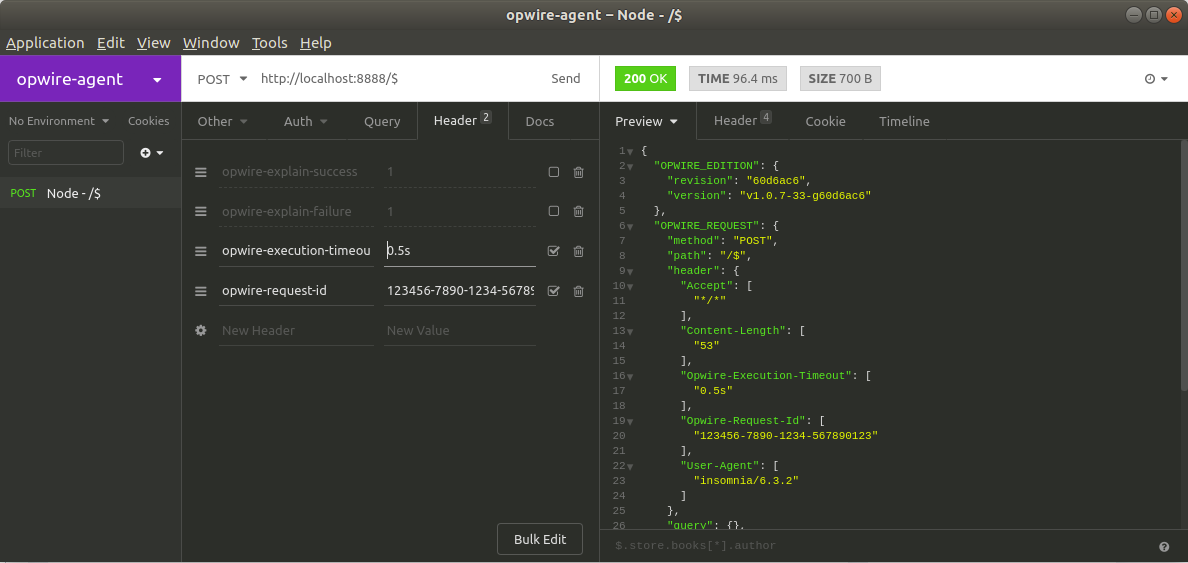 opwire-agent – Node - /$
Application Edit View Window Tools Help
opwire-agent
POST http://localhost:8888/$ Send
200 OK TIME 96.4 ms SIZE 700 B
No Environment Cookies
Filter
POST Node - /$
Other Auth Query Header 2 Docs
opwire-explain-success 1
opwire-explain-failure 1
opwire-execution-timeou 0.5s
opwire-request-id 123456-7890-1234-56789
New Header New Value
Bulk Edit
Preview Header 4 Cookie Timeline
1 {
2 "OPWIRE_EDITION": {
3 "revision": "60d6ac6",
4 "version": "v1.0.7-33-g60d6ac6"
5 },
6 "OPWIRE_REQUEST": {
7 "method": "POST",
8 "path": "/$",
9 "header": {
10 "Accept": [
11 "*/*"
12 ],
13 "Content-Length": [
14 "53"
15 ],
16 "Opwire-Execution-Timeout": [
17 "0.5s"
18 ],
19 "Opwire-Request-Id": [
20 "123456-7890-1234-567890123"
21 ],
22 "User-Agent": [
23 "insomnia/6.3.2"
24 ]
25 },
26 "query": {},
$.store.books[*].author